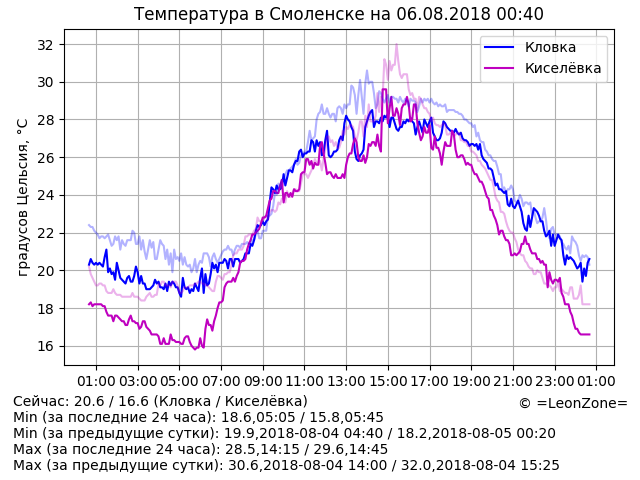 Температура в Смоленске на 06.08.2018 00:40
градусов Цельсия, °C
32
30
28
26
24
22
20
18
16
Кловка
Киселёвка
01:00 03:00 05:00 07:00 09:00 11:00 13:00 15:00 17:00 19:00 21:00 23:00 01:00
Сейчас: 20.6 / 16.6 (Кловка / Киселёвка)
© =LeonZone=
Min (за последние 24 часа): 18.6,05:05 / 15.8,05:45
Min (за предыдущие сутки): 19.9,2018-08-04 04:40 / 18.2,2018-08-05 00:20
Max (за последние 24 часа): 28.5,14:15 / 29.6,14:45
Max (за предыдущие сутки): 30.6,2018-08-04 14:00 / 32.0,2018-08-04 15:25